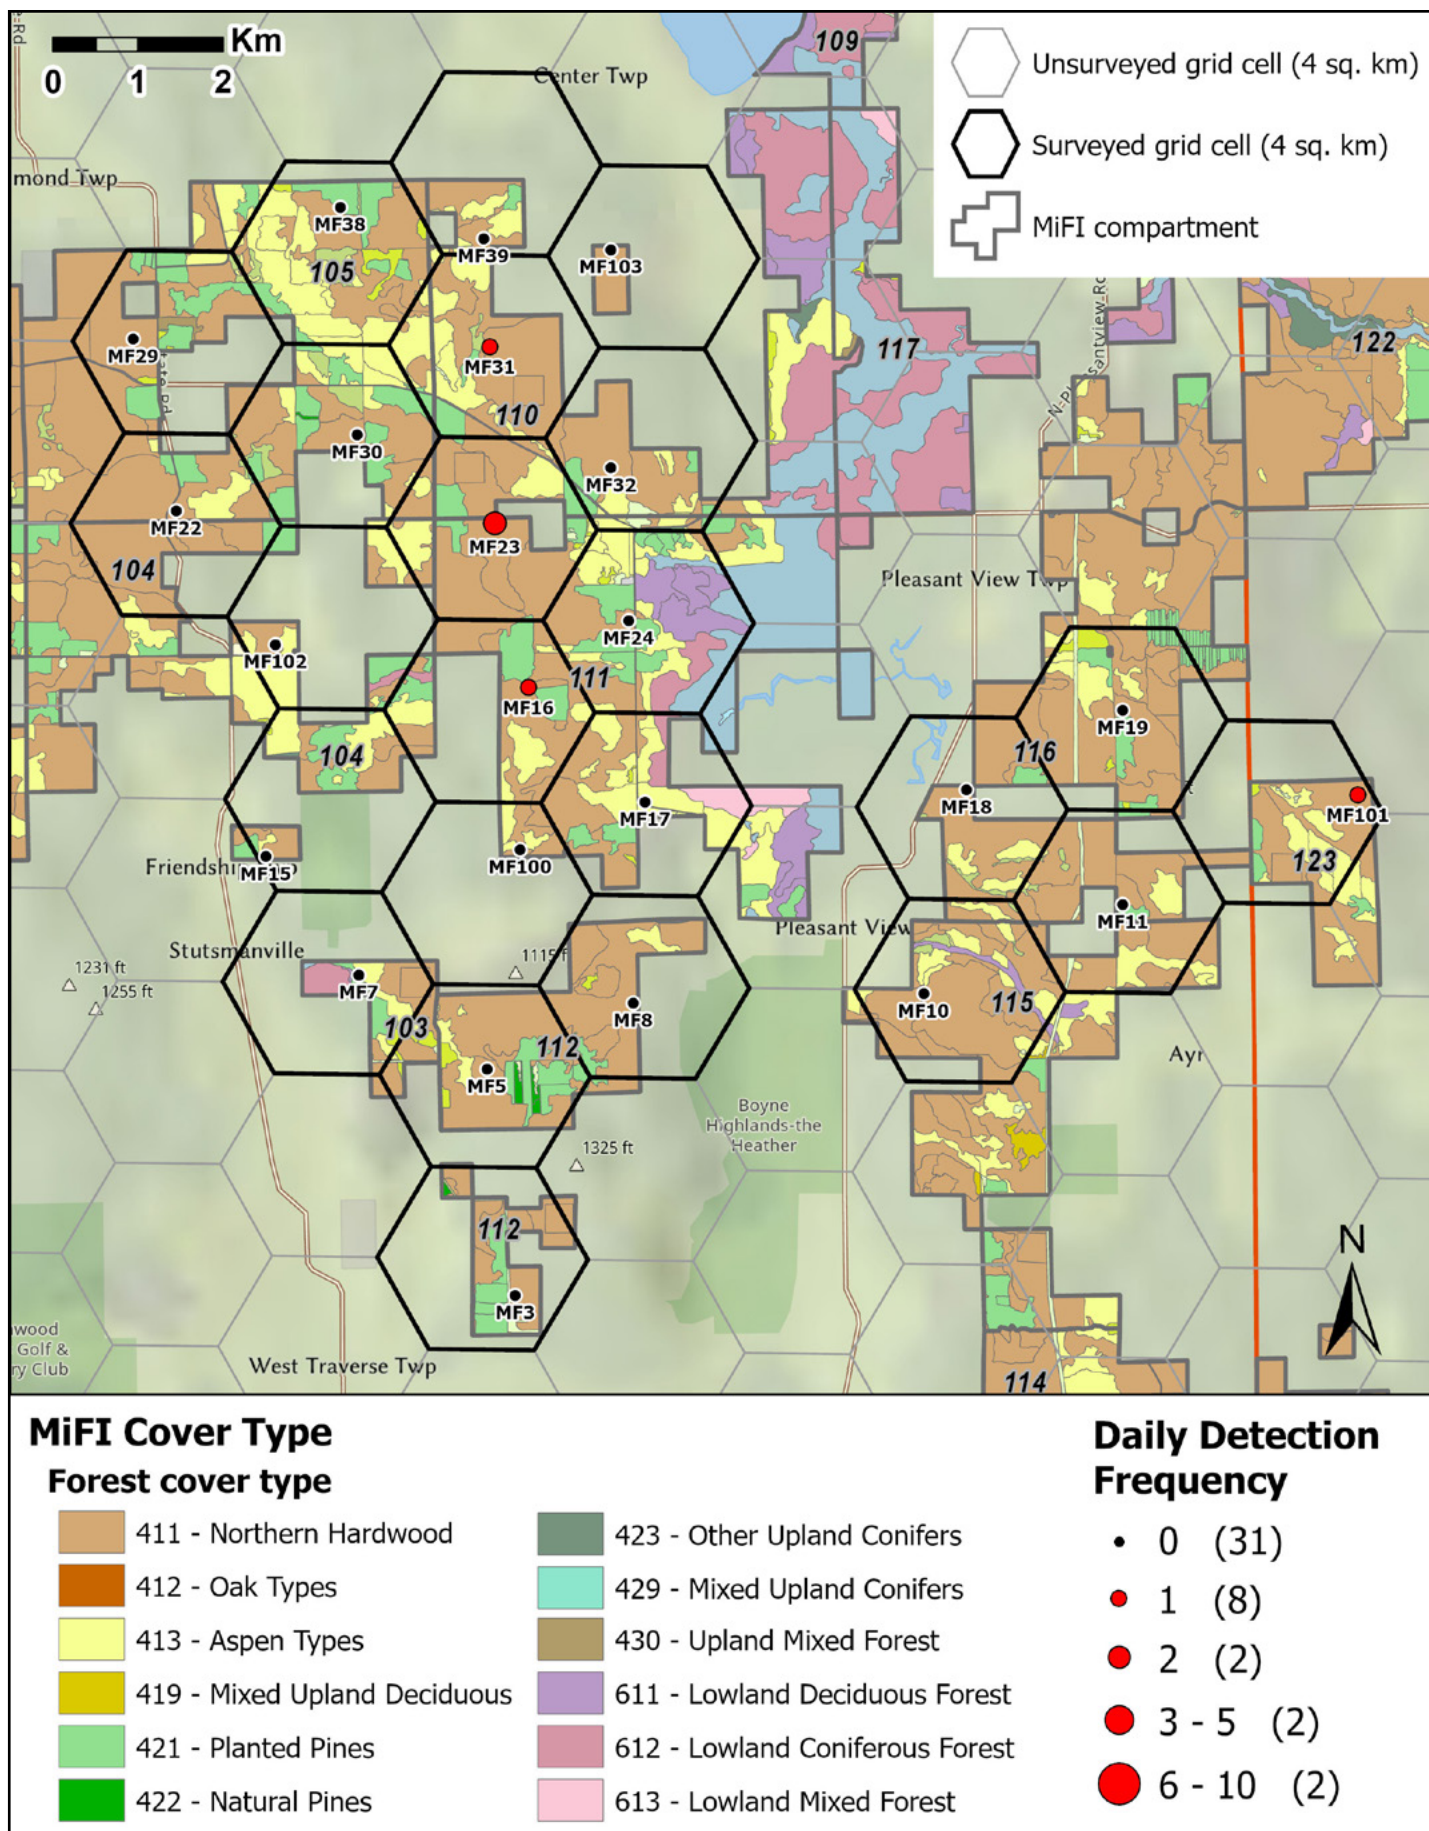 Km
0 1 2
Center Twp
109
Unsurveyed grid cell (4 sq. km)
Surveyed grid cell (4 sq. km)
MiFI compartment
mond Twp
MF38
MF39
MF103
105
MF29
MF31
110
117
122
MF30
MF32
MF22
MF23
104
Pleasant View Twp
MF24
MF102
111
MF16
104
MF19
116
MF18
MF101
MF17
MF100
123
MF15
MF11
Stutsmanville
Pleasant View
1115 f
1231 ft
1255 ft
MF7
MF10
115
MF8
103
112
MF5
Ayr
Boyne
Highlands-the
Heather
1325 ft
112
MF3
N
wood
Golf &
ry Club
West Traverse Twp
114
MiFI Cover Type
Forest cover type
411 - Northern Hardwood
412 - Oak Types
413 - Aspen Types
419 - Mixed Upland Deciduous
421 - Planted Pines
422 - Natural Pines
423 - Other Upland Conifers
429 - Mixed Upland Conifers
430 - Upland Mixed Forest
611 - Lowland Deciduous Forest
612 - Lowland Coniferous Forest
613 - Lowland Mixed Forest
Daily Detection
Frequency
0 (31)
1 (8)
2 (2)
3 - 5 (2)
6 - 10 (2)